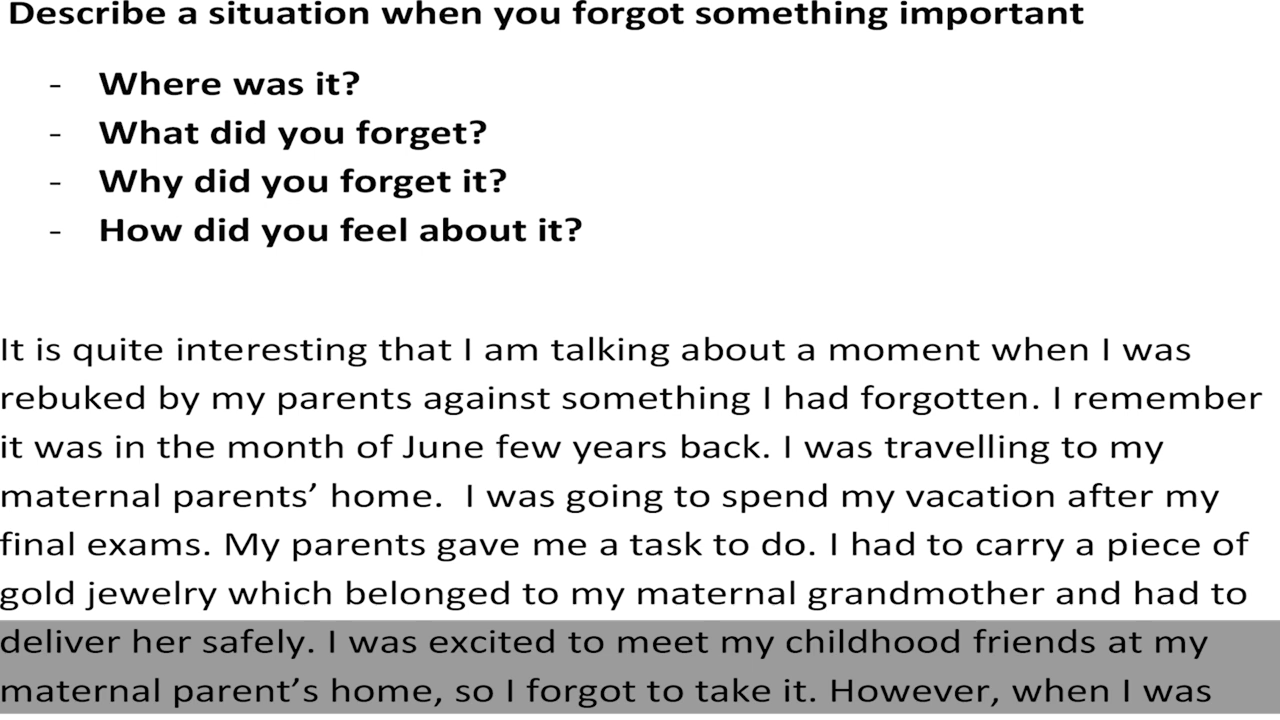 Describe a situation when you forgot something important
- Where was it?
- What did you forget?
- Why did you forget it?
- How did you feel about it?
It is quite interesting that I am talking about a moment when I was
rebuked by my parents against something I had forgotten. I remember
it was in the month of June few years back. I was travelling to my
maternal parents’ home.  I was going to spend my vacation after my
final exams. My parents gave me a task to do. I had to carry a piece of
gold jewelry which belonged to my maternal grandmother and had to
deliver her safely. I was excited to meet my childhood friends at my
maternal parent’s home, so I forgot to take it. However, when I was